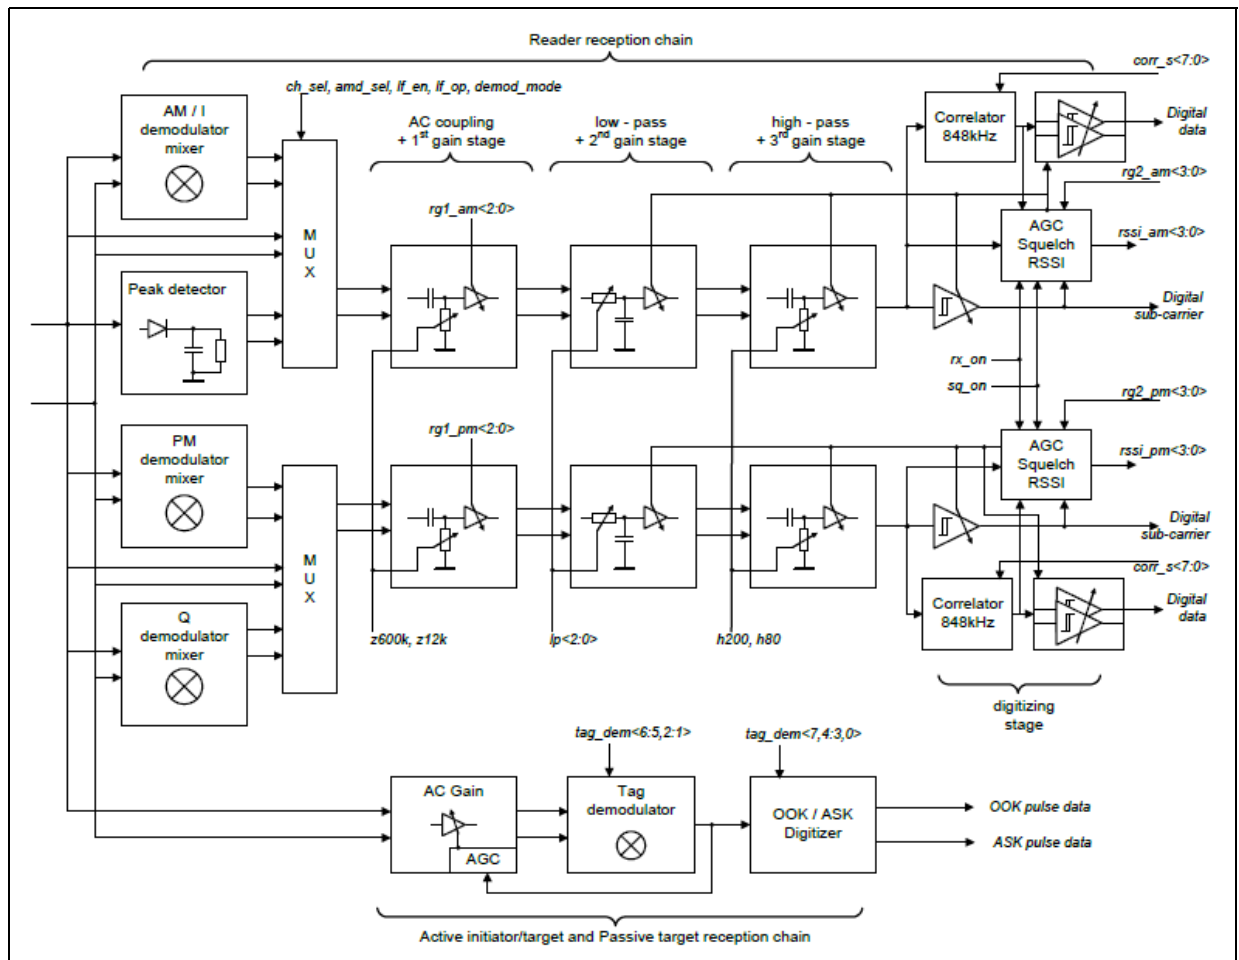 Reader reception chain
corr_s<7:0>
ch_sel, amd_sel, lf_en, lf_op, demod_mode
AM / I
demodulator
mixer
AC coupling
+ 1st gain stage
low - pass
+ 2nd gain stage
high - pass
+ 3rd gain stage
Correlator
848kHz
Digital
data
rg2_am<3:0>
rg1_am<2:0>
M
U
X
AGC
Squelch
RSSI
rssi_am<3:0>
Peak detector
Digital
sub-carrier
rx_on
sq_on
rg2_pm<3:0>
PM
demodulator
mixer
rg1_pm<2:0>
AGC
Squelch
RSSI
rssi_pm<3:0>
Digital
sub-carrier
M
U
X
corr_s<7:0>
Q
demodulator
mixer
Correlator
848kHz
Digital
data
z600k, z12k
lp<2:0>
h200, h80
digitizing
stage
tag_dem<6:5,2:1>
tag_dem<7,4:3,0>
AC Gain
AGC
Tag
demodulator
OOK / ASK
Digitizer
OOK pulse data
ASK pulse data
Active initiator/target and Passive target reception chain